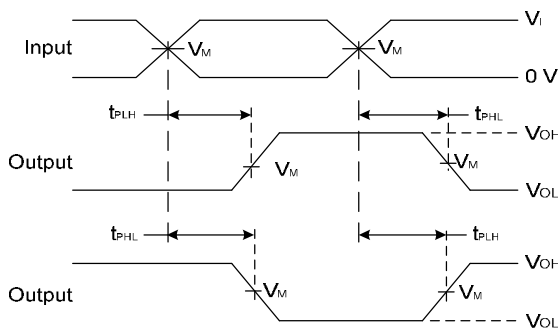 VI
Input VM VM
0 V
tPLH tPHL
VOH
Output VM VM
VOL
tPHL tPLH
VOH
Output VM VM
VOL